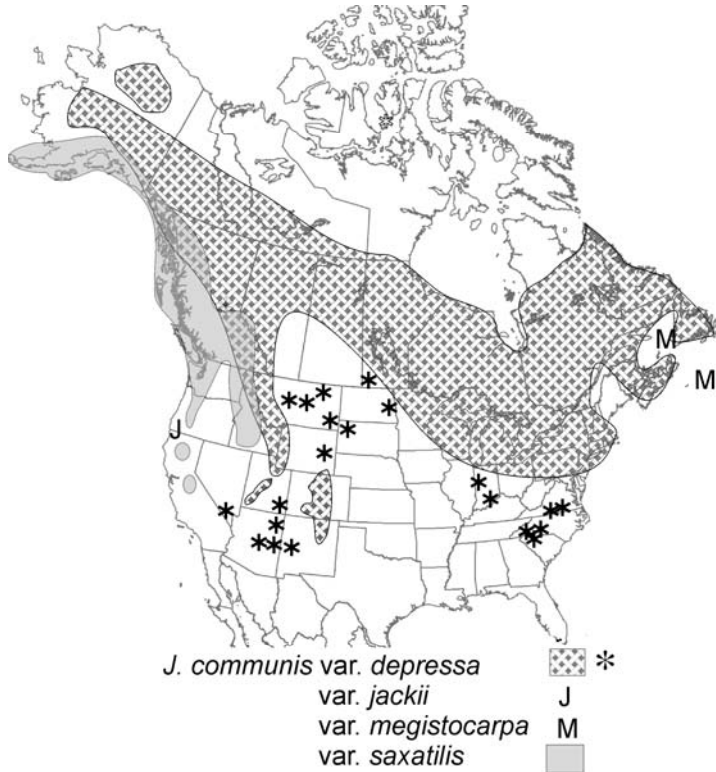 M
M
J
J. communis var. depressa *
var. jackii J
var. megistocarpa M
var. saxatilis